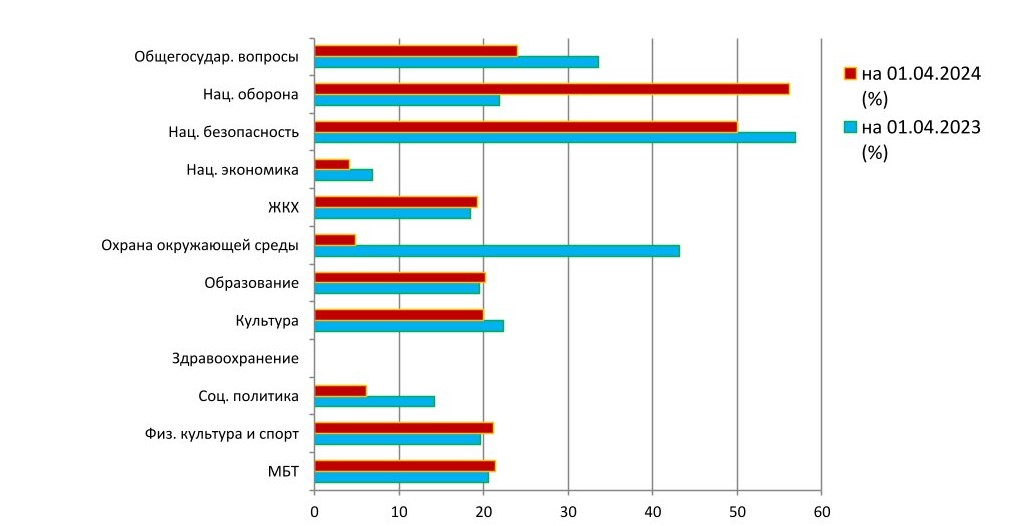 Общегосудар. вопросы
Нац. оборона
Нац. безопасность
Нац. экономика
ЖКХ
Охрана окружающей среды
Образование
Культура
Здравоохранение
Соц. политика
Физ. культура и спорт
МБТ
0 10 20 30 40 50 60
на 01.04.2024
(%)
на 01.04.2023
(%)